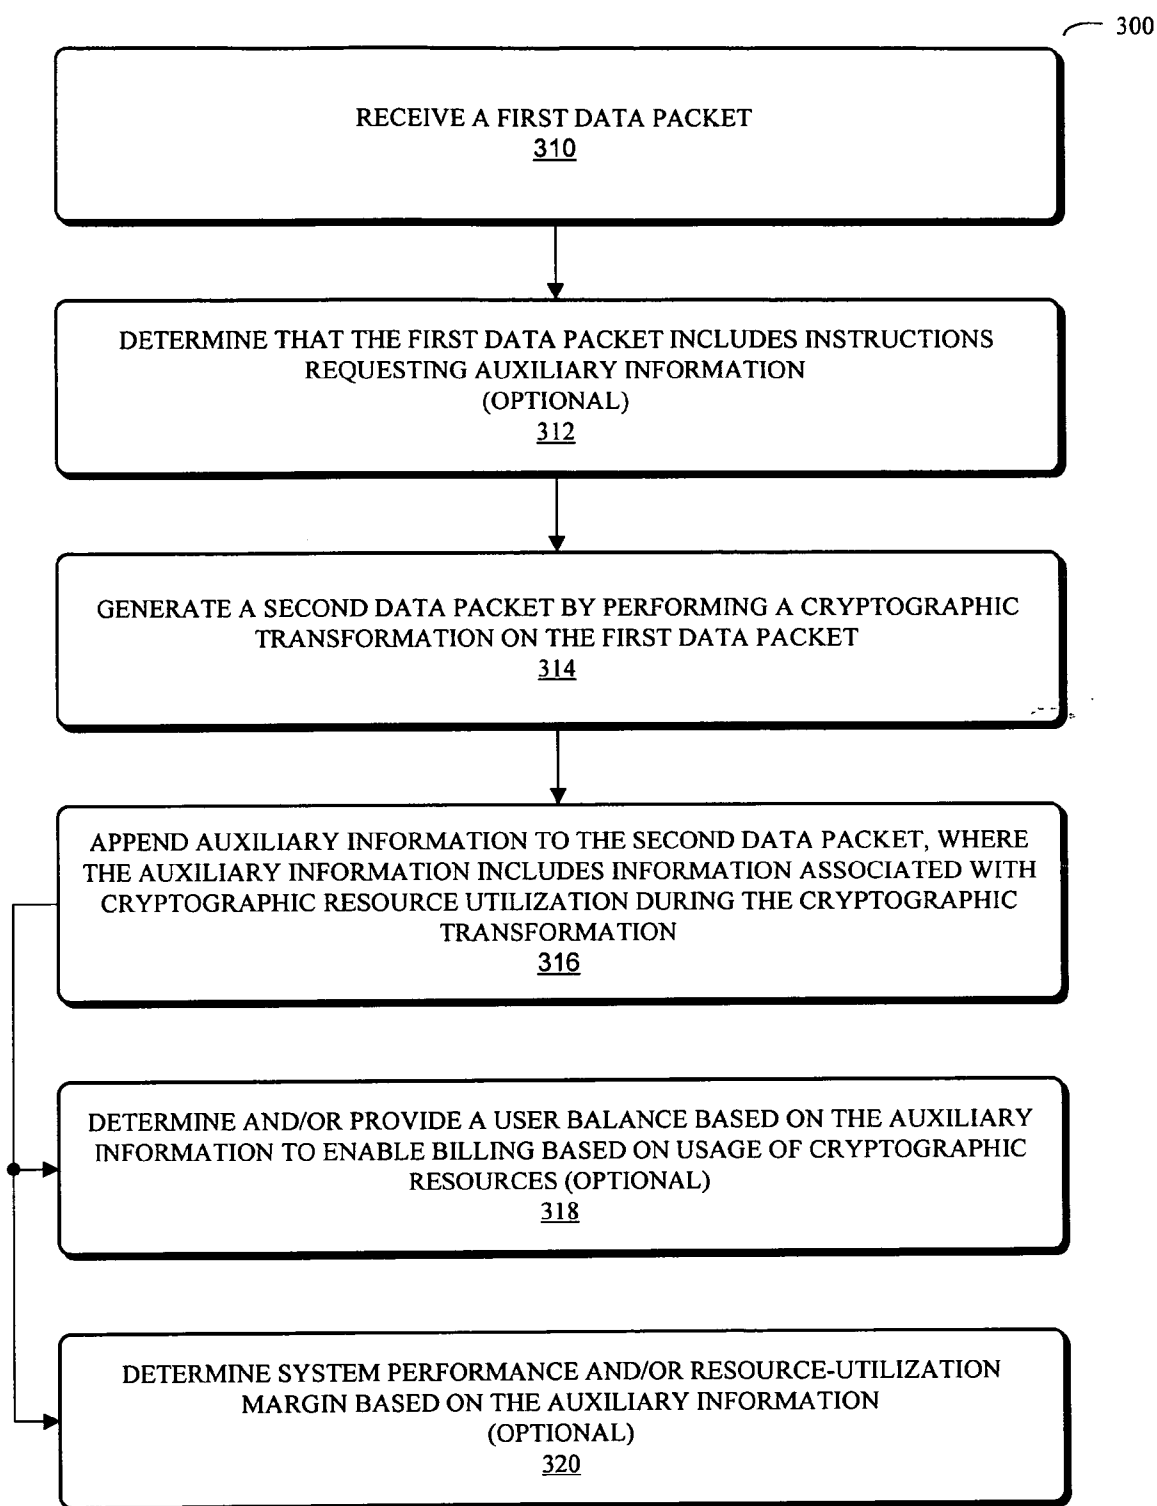 300
RECEIVE A FIRST DATA PACKET
310
DETERMINE THAT THE FIRST DATA PACKET INCLUDES INSTRUCTIONS
REQUESTING AUXILIARY INFORMATION
(OPTIONAL)
312
GENERATE A SECOND DATA PACKET BY PERFORMING A CRYPTOGRAPHIC
TRANSFORMATION ON THE FIRST DATA PACKET
314
APPEND AUXILIARY INFORMATION TO THE SECOND DATA PACKET, WHERE
THE AUXILIARY INFORMATION INCLUDES INFORMATION ASSOCIATED WITH
CRYPTOGRAPHIC RESOURCE UTILIZATION DURING THE CRYPTOGRAPHIC
TRANSFORMATION
316
DETERMINE AND/OR PROVIDE A USER BALANCE BASED ON THE AUXILIARY
INFORMATION TO ENABLE BILLING BASED ON USAGE OF CRYPTOGRAPHIC
RESOURCES (OPTIONAL)
318
DETERMINE SYSTEM PERFORMANCE AND/OR RESOURCE-UTILIZATION
MARGIN BASED ON THE AUXILIARY INFORMATION
(OPTIONAL)
320